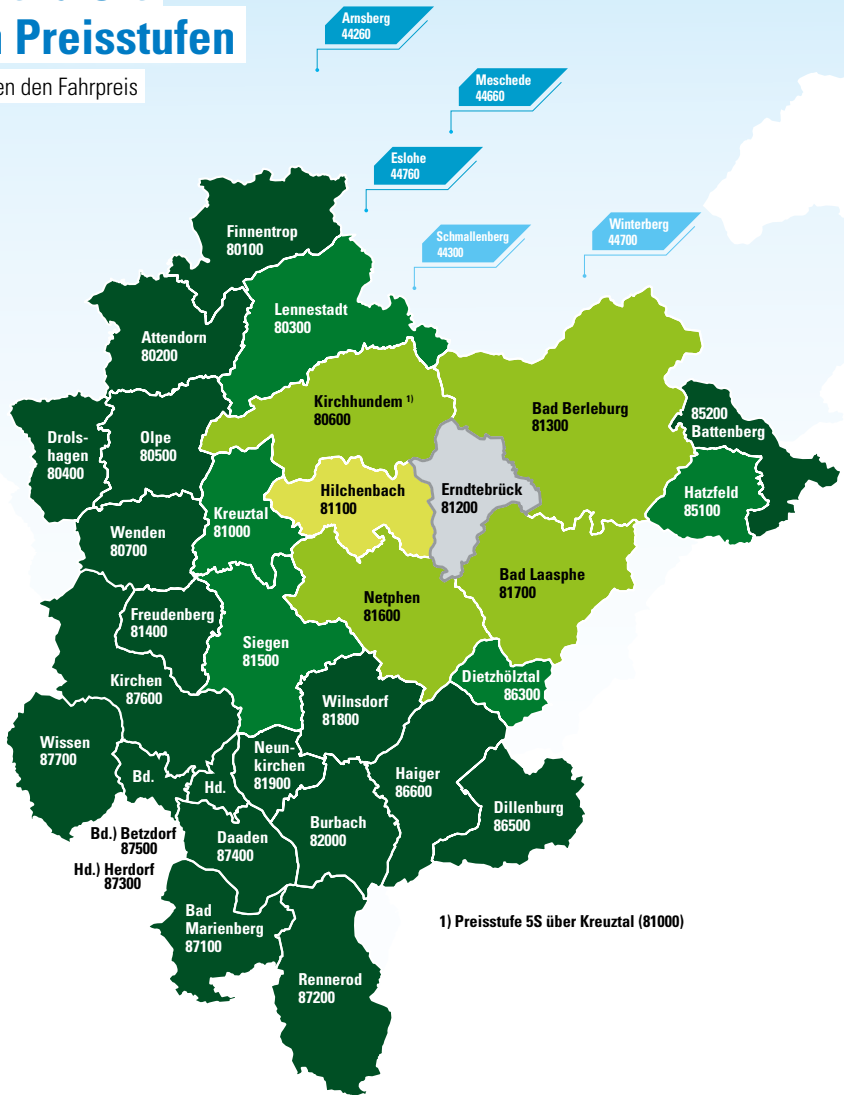 Preisstufen
en den Fahrpreis
Arnsberg
44260
Meschede
44660
Eslohe
44760
Schmallenberg
44300
Winterberg
44700
Finnentrop
80100
Lennestadt
80300
Attendorn
80200
Kirchhundem ¹⁾
80600
Bad Berleburg
81300
85200
Battenberg
Drols-
hagen
80400
Olpe
80500
Hatzfeld
85100
Kreuztal
81000
Hilchenbach
81100
Erndtebrück
81200
Wenden
80700
Bad Laasphe
81700
Netphen
81600
Freudenberg
81400
Siegen
81500
Dietzhölztal
86300
Kirchen
87600
Wilnsdorf
81800
Wissen
87700
Neun-
kirchen
81900
Bd.
Hd.
Haiger
86600
Dillenburg
86500
Bd.) Betzdorf
87500
Hd.) Herdorf
87300
Daaden
87400
Burbach
82000
Bad
Marienberg
87100
1) Preisstufe 5S über Kreuztal (81000)
Rennerod
87200